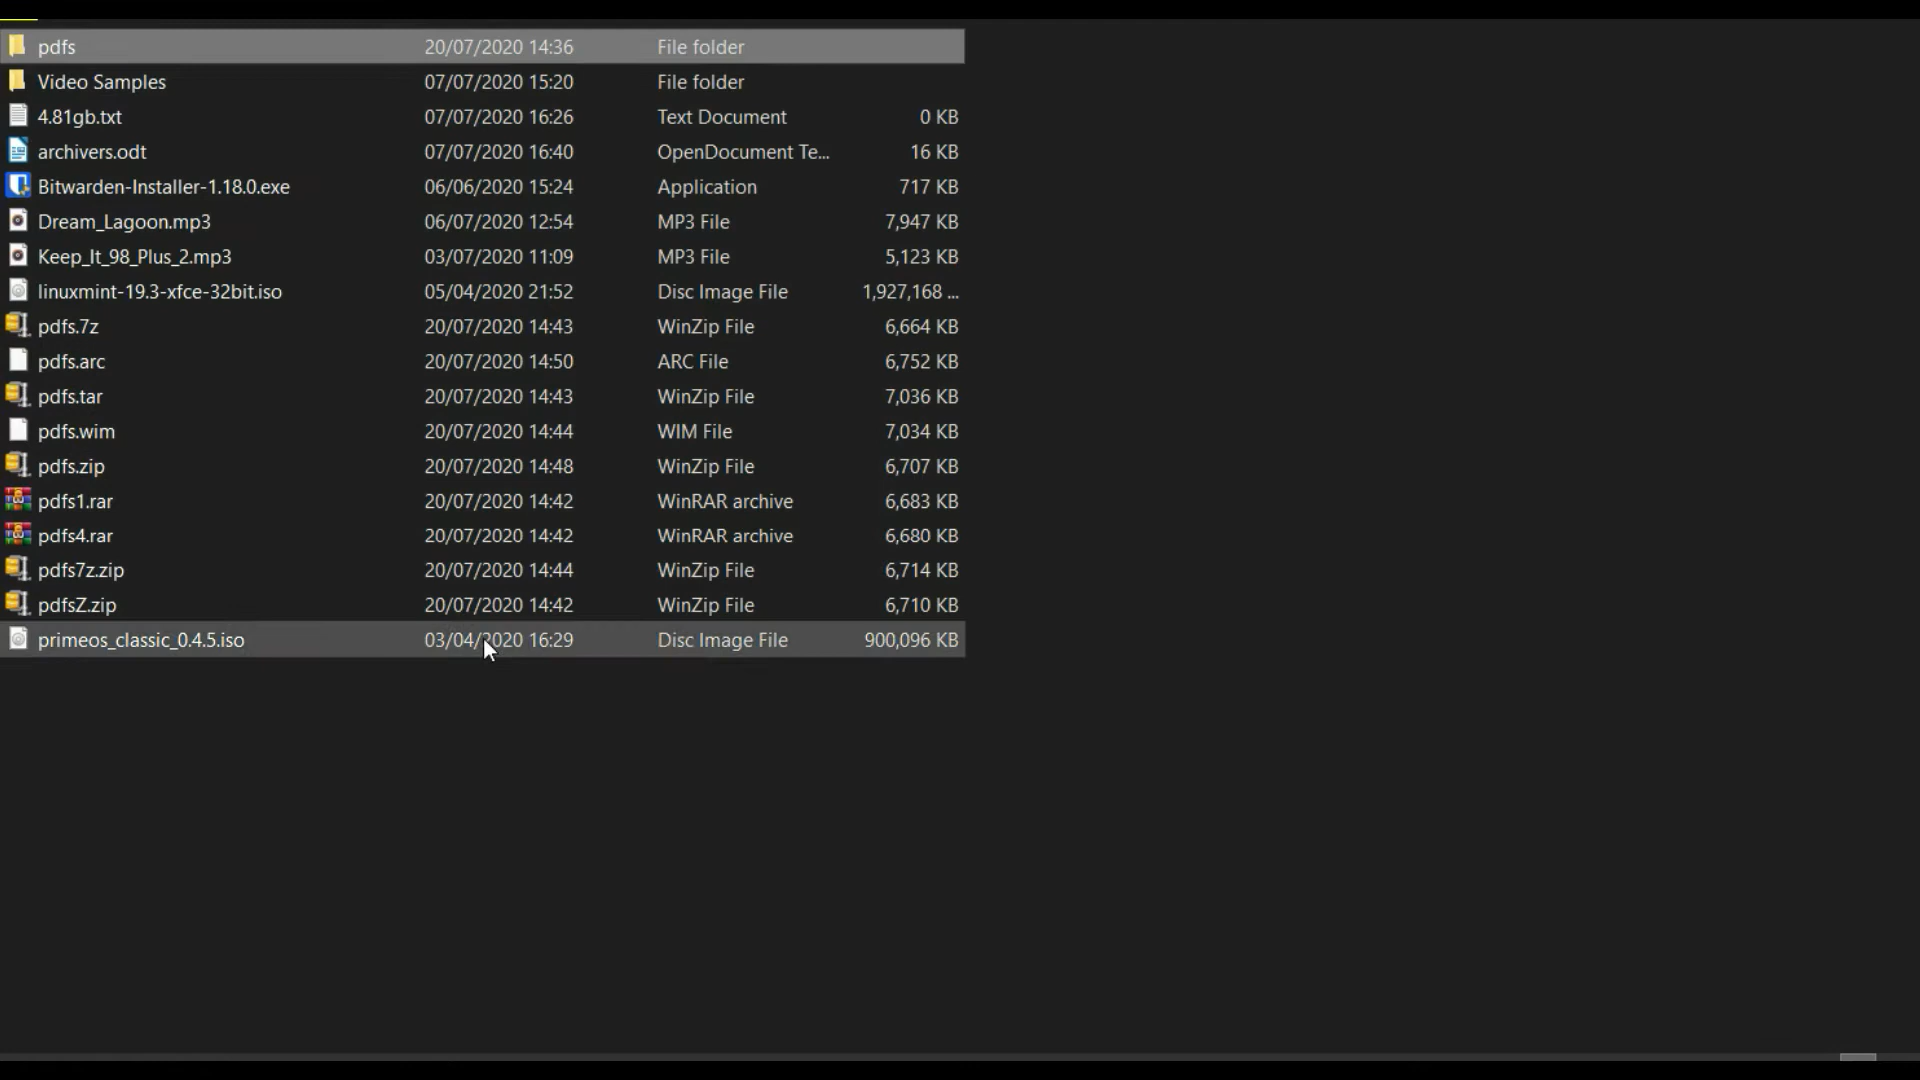 pdfs 20/07/2020 14:36 File folder
Video Samples 07/07/2020 15:20 File folder
4.81gb.txt 07/07/2020 16:26 Text Document 0 KB
archivers.odt 07/07/2020 16:40 OpenDocument Te... 16 KB
Bitwarden-Installer-1.18.0.exe 06/06/2020 15:24 Application 717 KB
Dream_Lagoon.mp3 06/07/2020 12:54 MP3 File 7,947 KB
Keep_It_98_Plus_2.mp3 03/07/2020 11:09 MP3 File 5,123 KB
linuxmint-19.3-xfce-32bit.iso 05/04/2020 21:52 Disc Image File 1,927,168 ...
pdfs.7z 20/07/2020 14:43 WinZip File 6,664 KB
pdfs.arc 20/07/2020 14:50 ARC File 6,752 KB
pdfs.tar 20/07/2020 14:43 WinZip File 7,036 KB
pdfs.wim 20/07/2020 14:44 WIM File 7,034 KB
pdfs.zip 20/07/2020 14:48 WinZip File 6,707 KB
pdfs1.rar 20/07/2020 14:42 WinRAR archive 6,683 KB
pdfs4.rar 20/07/2020 14:42 WinRAR archive 6,680 KB
pdfs7z.zip 20/07/2020 14:44 WinZip File 6,714 KB
pdfsZ.zip 20/07/2020 14:42 WinZip File 6,710 KB
primeos_classic_0.4.5.iso 03/04/2020 16:29 Disc Image File 900,096 KB